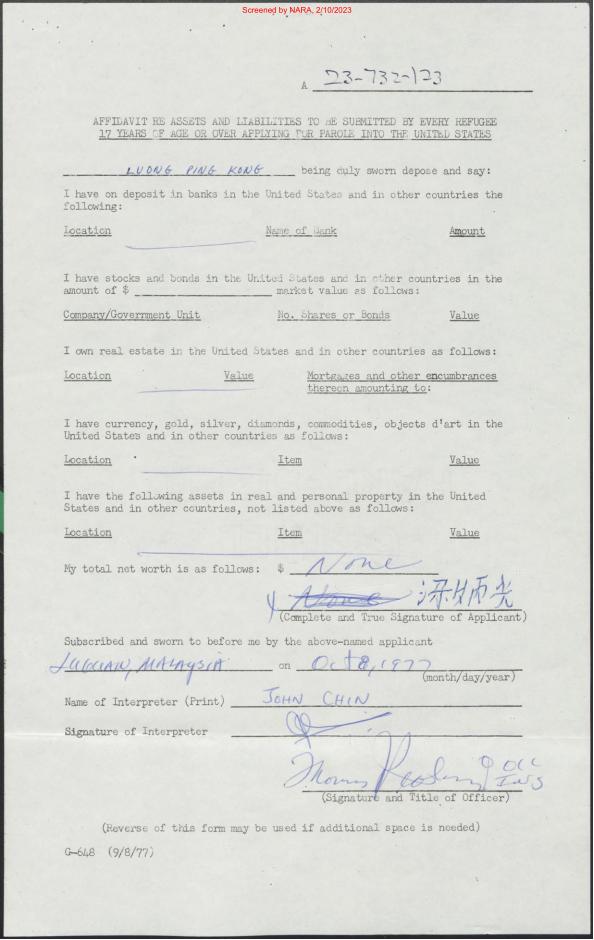 Screened by NARA, 2/10/2023
A 23-732-123
AFFIDAVIT RE ASSETS AND LIABILITIES TO BE SUBMITTED BY EVERY REFUGEE
17 YEARS OF AGE OR OVER APPLYING FOR PAROLE INTO THE UNITED STATES
LUONG PING KONG being duly sworn depose and say:
I have on deposit in banks in the United States and in other countries the
following:
Location Name of Bank Amount
I have stocks and bonds in the United States and in other countries in the
amount of $ market value as follows:
Company/Government Unit No. Shares or Bonds Value
I own real estate in the United States and in other countries as follows:
Location Value Mortgages and other encumbrances
thereon amounting to:
I have currency, gold, silver, diamonds, commodities, objects d'art in the
United States and in other countries as follows:
Location Item Value
I have the following assets in real and personal property in the United
States and in other countries, not listed above as follows:
Location Item Value
My total net worth is as follows: $ None
None
(Complete and True Signature of Applicant)
Subscribed and sworn to before me by the above-named applicant
MALAYSIA on Oct 8, 1977
(month/day/year)
Name of Interpreter (Print) JOHN CHIN
Signature of Interpreter
Thomas
INS
(Signature and Title of Officer)
(Reverse of this form may be used if additional space is needed)
G-648 (9/8/77)